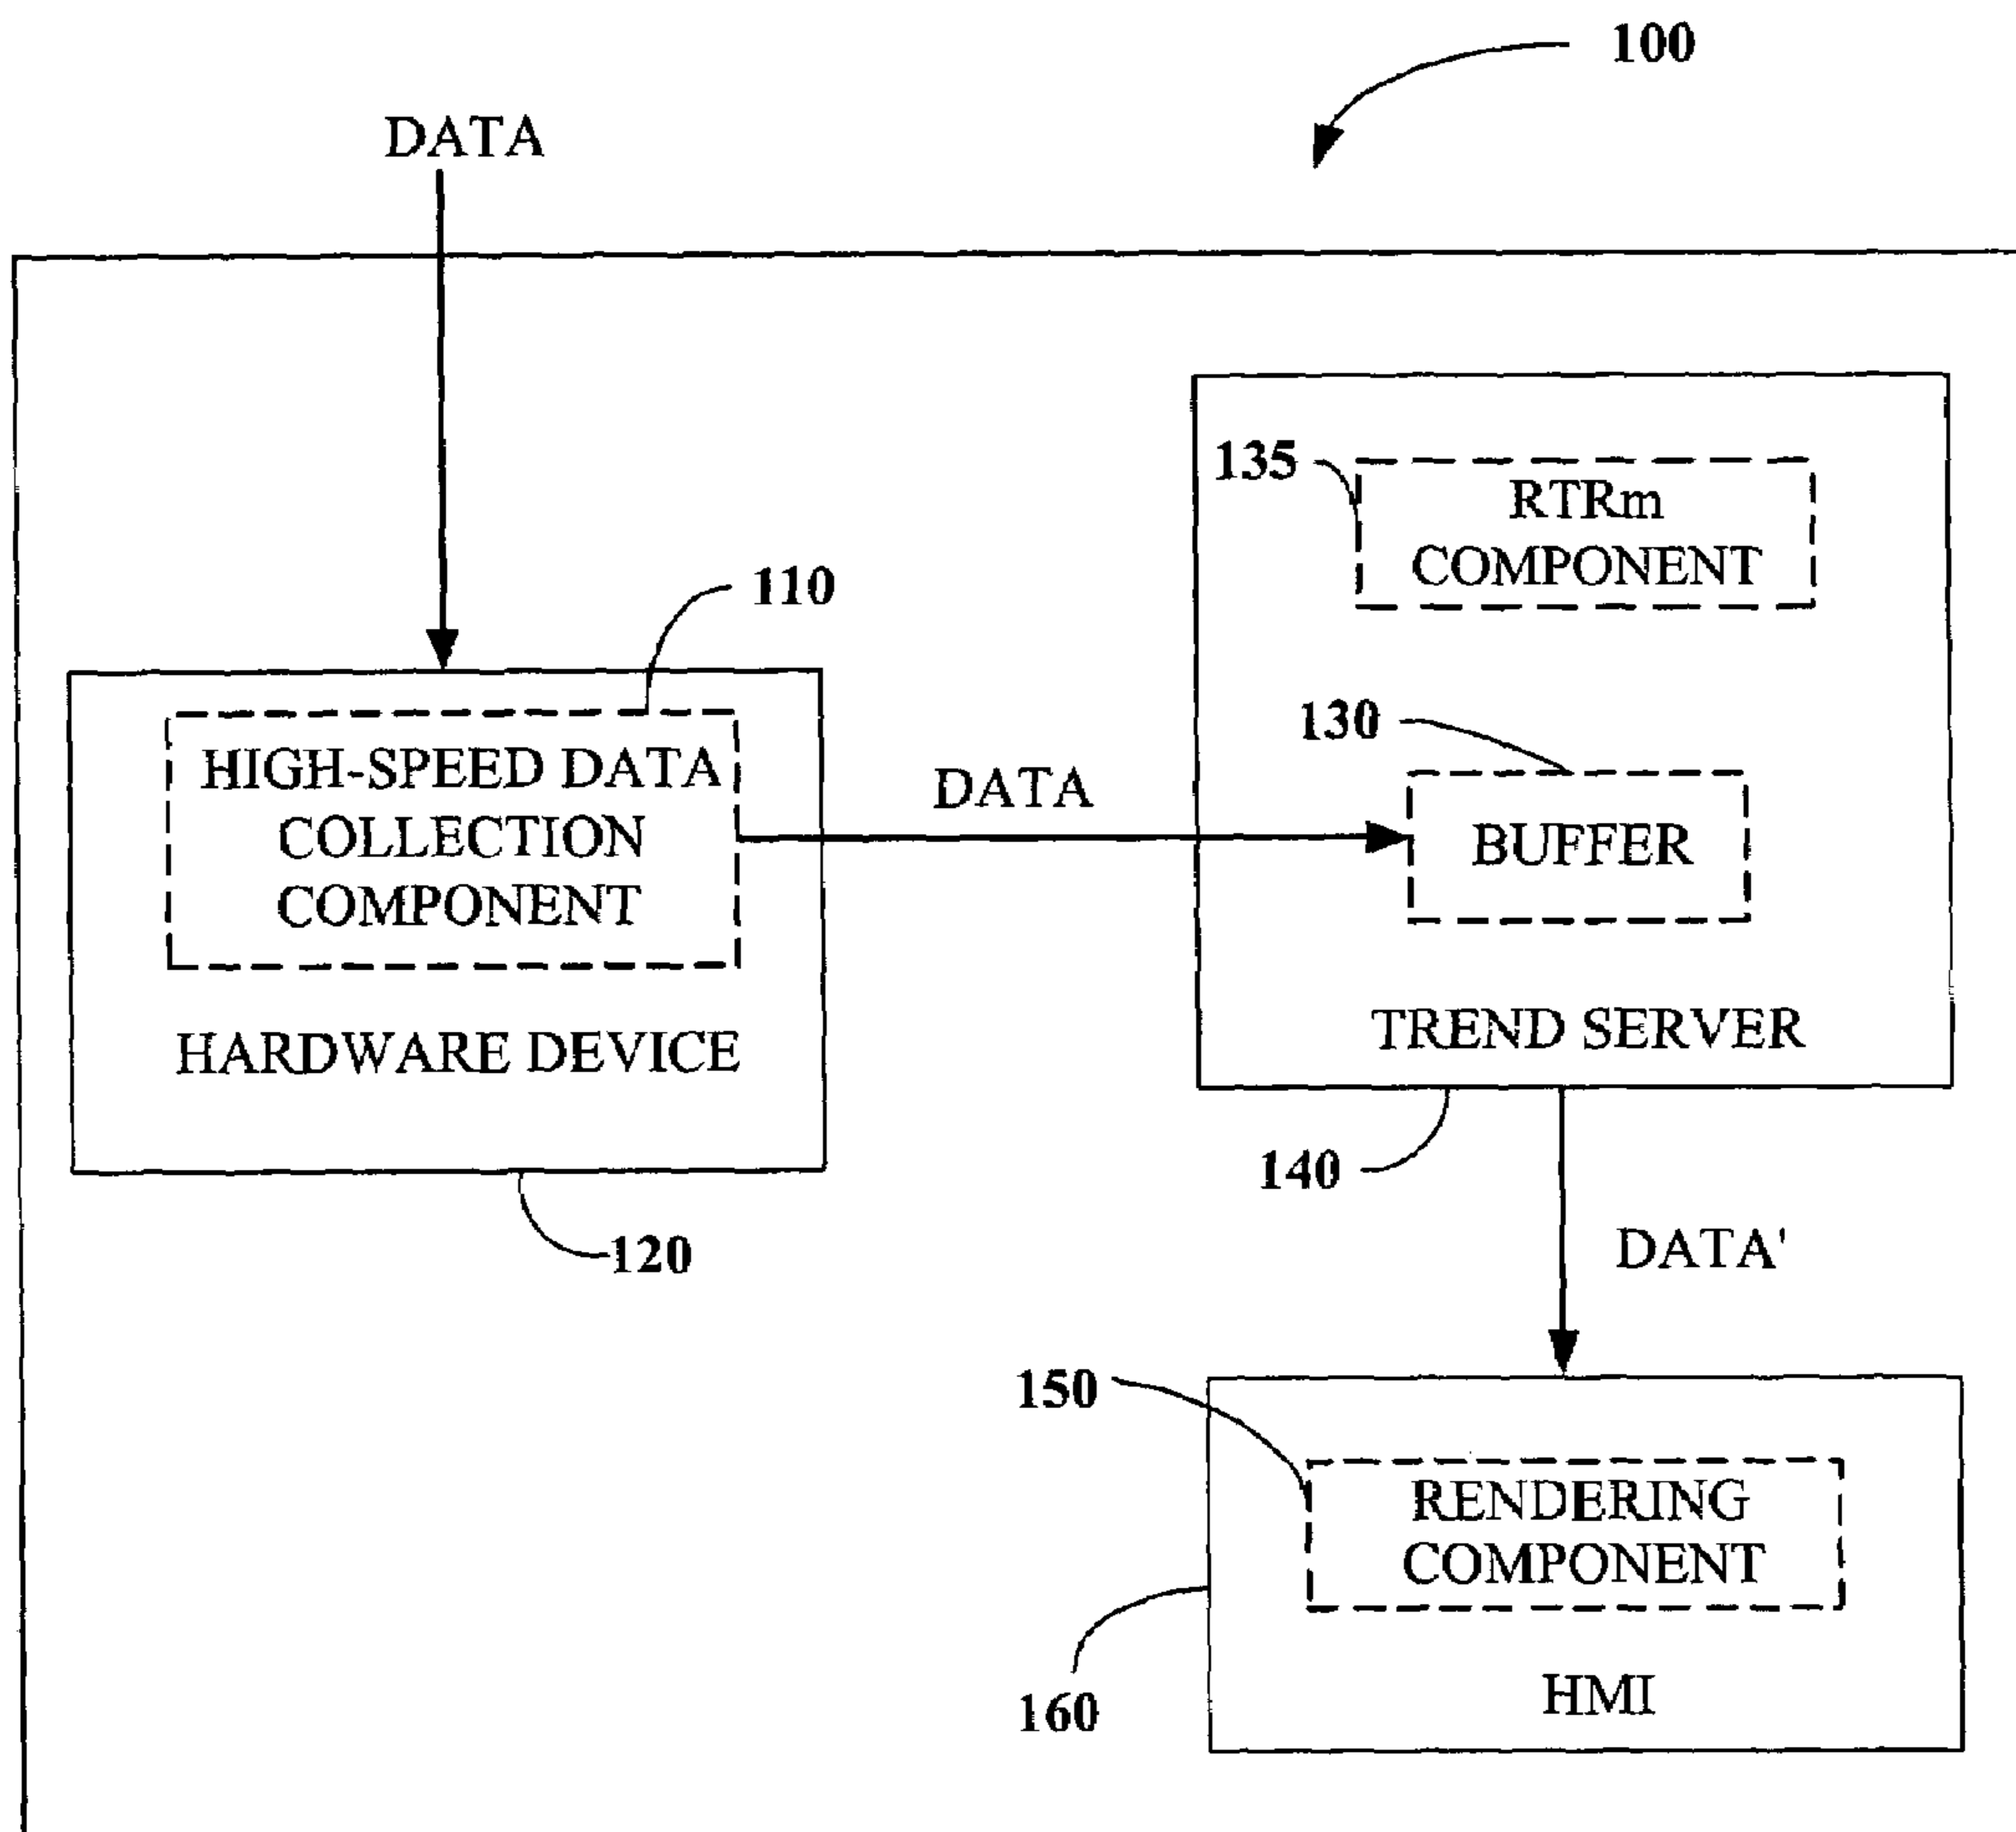 100
DATA
135
RTRm
COMPONENT
110
130
HIGH-SPEED DATA
COLLECTION
COMPONENT
DATA
BUFFER
HARDWARE DEVICE
TREND SERVER
140
120
DATA'
150
RENDERING
COMPONENT
160
HMI